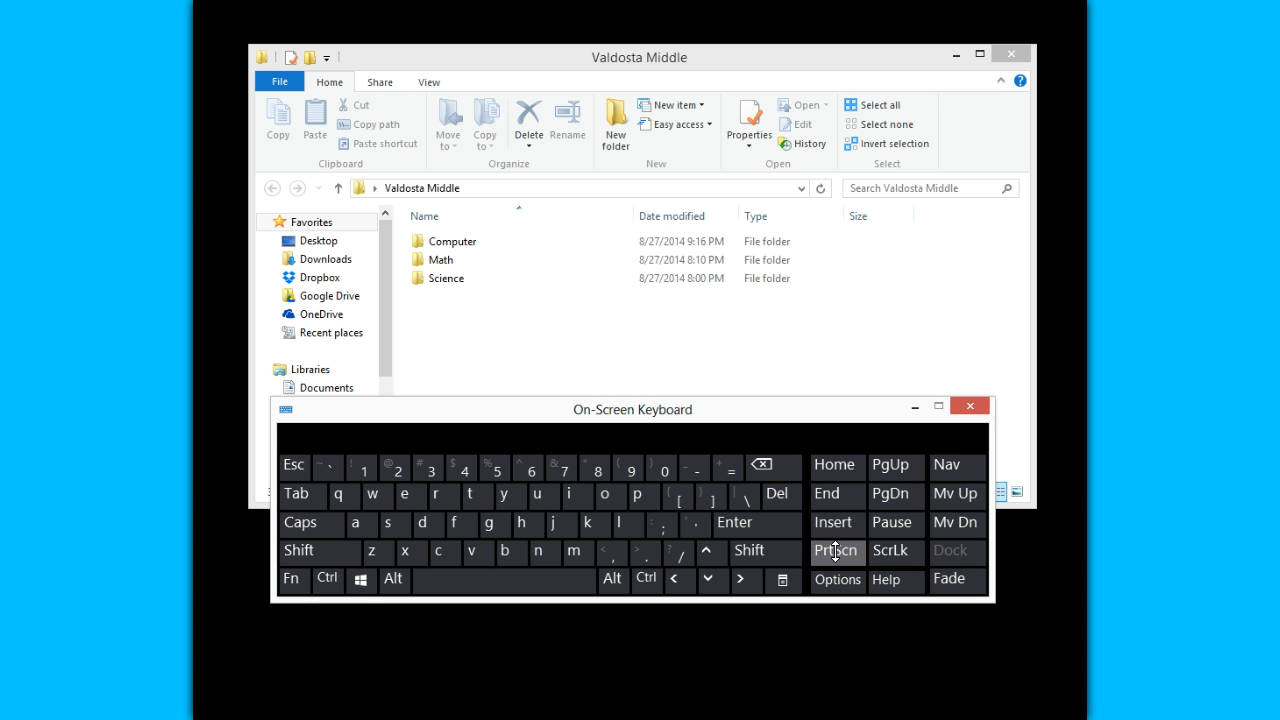 Valdosta Middle
File Home Share View
Copy Paste Cut Copy path Paste shortcut
Clipboard
Move to Copy to Delete Rename
Organize
New folder New item Easy access
New
Properties Open Edit History
Open
Select all Select none Invert selection
Select
Valdosta Middle Search Valdosta Middle
Name Date modified Type Size
Favorites
Desktop
Downloads
Dropbox
Google Drive
OneDrive
Recent places
Libraries
Documents
Computer 8/27/2014 9:16 PM File folder
Math 8/27/2014 8:10 PM File folder
Science 8/27/2014 8:00 PM File folder
On-Screen Keyboard
Esc ~ ` ! 1 @ 2 # 3 $ 4 % 5 ^ 6 & 7 * 8 ( 9 ) 0 _ - + = Home PgUp Nav
Tab q w e r t y u i o p { [ } ] | \ Del End PgDn Mv Up
Caps a s d f g h j k l : ; " ' Enter Insert Pause Mv Dn
Shift z x c v b n m < , > . ? / Shift PrtScn ScrLk Dock
Fn Ctrl Alt Alt Ctrl Options Help Fade